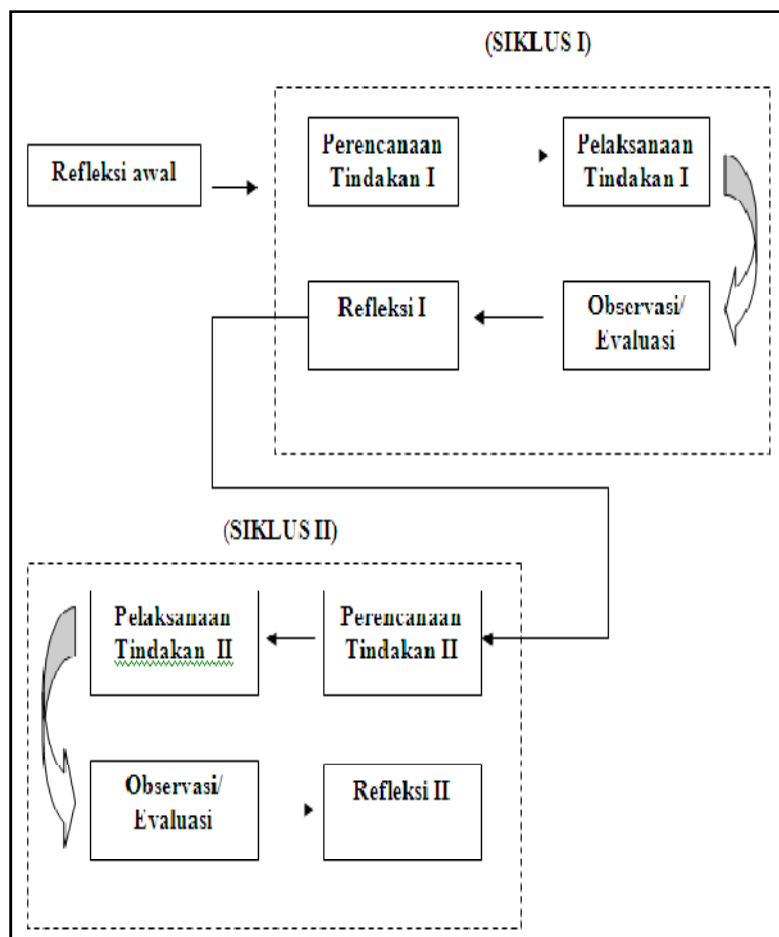 (SIKLUS I)
Refleksi awal
Perencanaan
Tindakan I
Pelaksanaan
Tindakan I
Observasi/
Evaluasi
Refleksi I
(SIKLUS II)
Perencanaan
Tindakan II
Pelaksanaan
Tindakan II
Observasi/
Evaluasi
Refleksi II